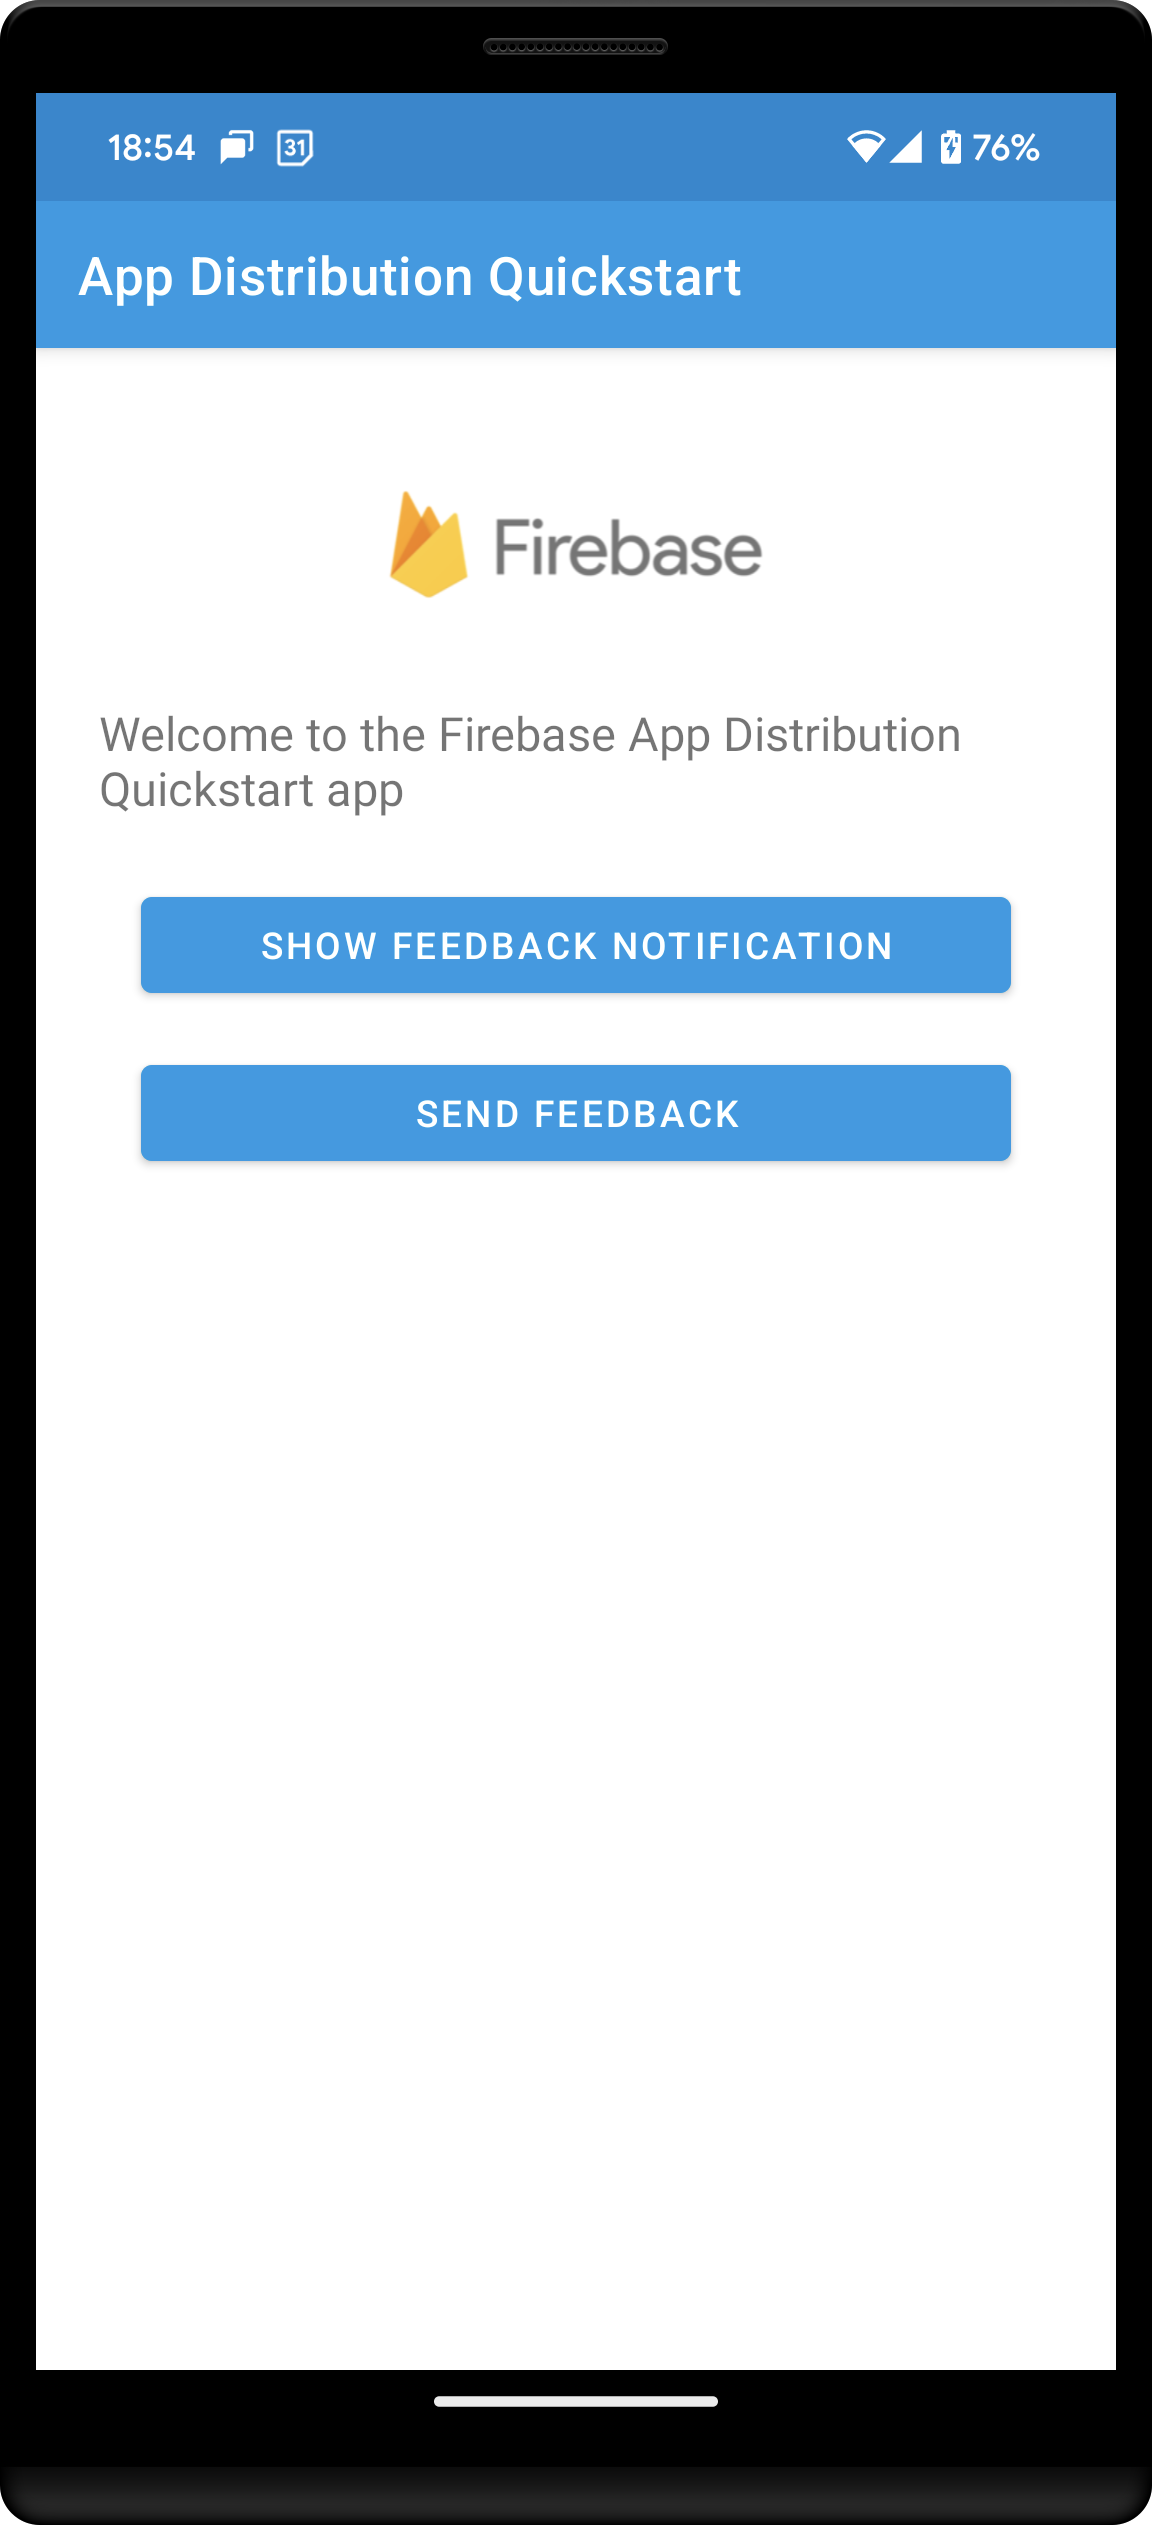 18:54 31 76%
App Distribution Quickstart
Firebase
Welcome to the Firebase App Distribution
Quickstart app
SHOW FEEDBACK NOTIFICATION
SEND FEEDBACK